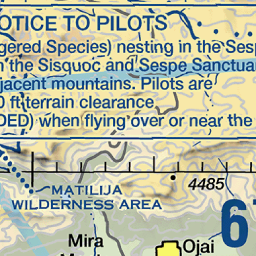 OTICE TO PILOTS
gered Species) nesting in the Sesp
n the Sisquoc and Sespe Sanctua
jacent mountains. Pilots are
0 ft terrain clearance
DED) when flying over or near the
MATILIJA
WILDERNESS AREA
4485
6
Mira
Ojai